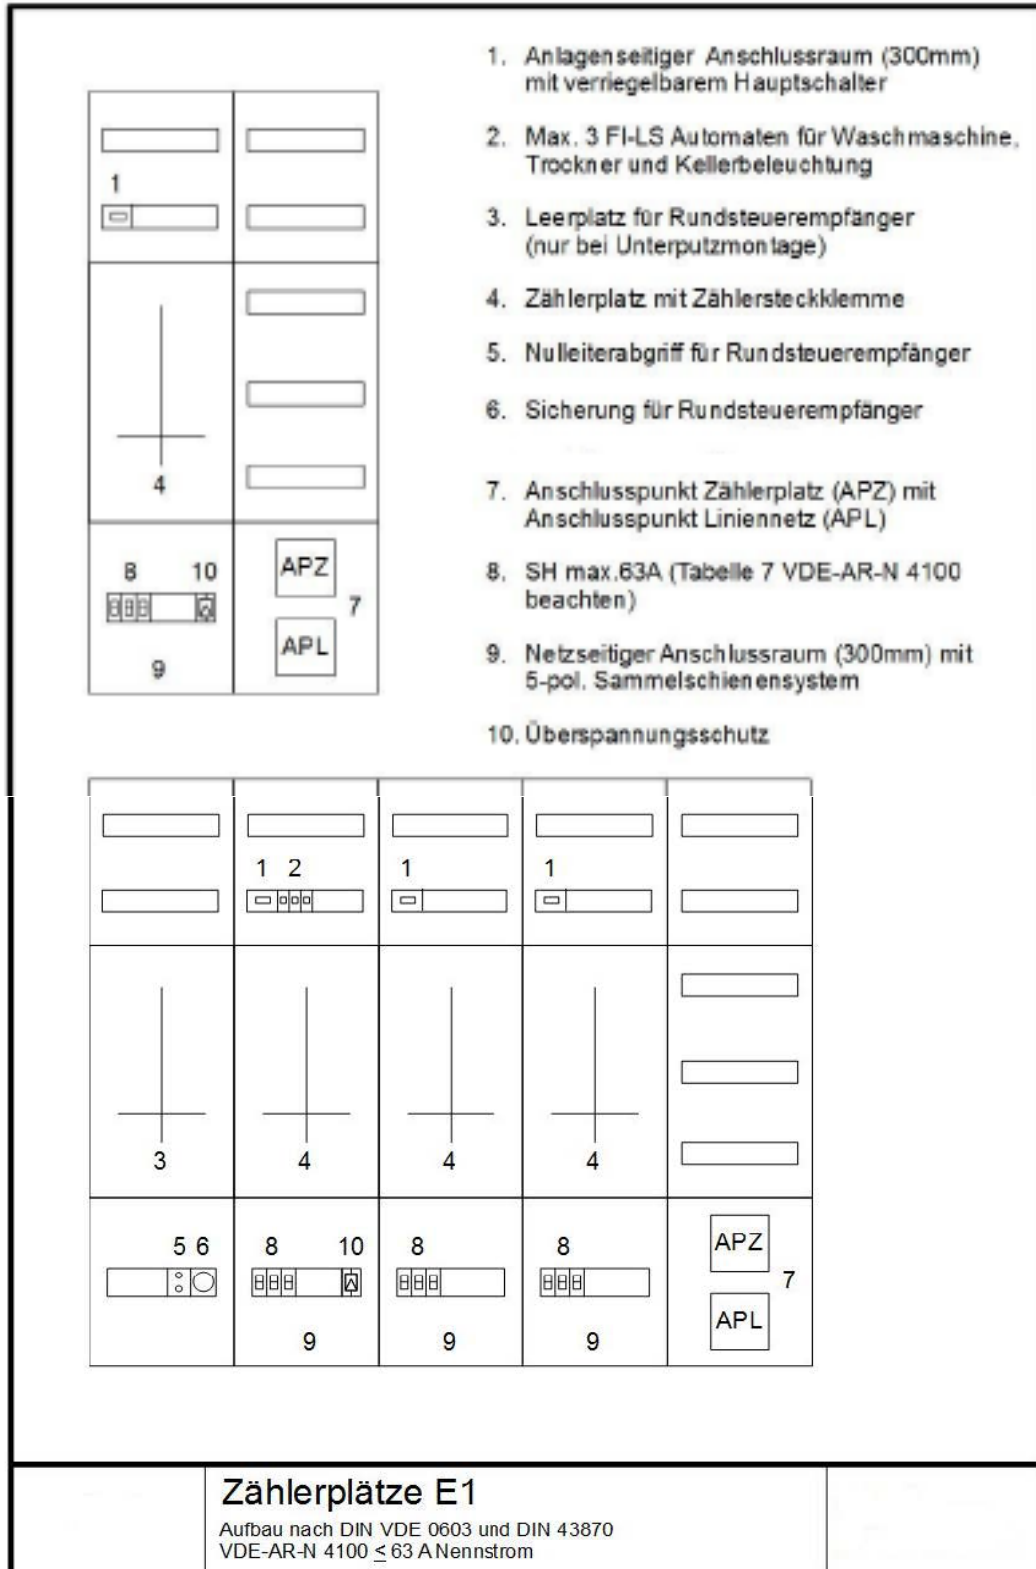 1. Anlagenseitiger Anschlussraum (300mm)
mit verriegelbarem Hauptschalter
2. Max. 3 FI-LS Automaten für Waschmaschine,
Trockner und Kellerbeleuchtung
3. Leerplatz für Rundsteuerempfänger
(nur bei Unterputzmontage)
4. Zählerplatz mit Zählersteckklemme
5. Nulleiterabgriff für Rundsteuerempfänger
6. Sicherung für Rundsteuerempfänger
7. Anschlusspunkt Zählerplatz (APZ) mit
Anschlusspunkt Liniennetz (APL)
8. SH max.63A (Tabelle 7 VDE-AR-N 4100
beachten)
9. Netzseitiger Anschlussraum (300mm) mit
5-pol. Sammelschienensystem
10. Überspannungsschutz
1
4
8 10
APZ
7
APL
9
1 2 1 1
3 4 4 4
5 6 8 10 8 8
APZ
7
APL
9 9 9
Zählerplätze E1
Aufbau nach DIN VDE 0603 und DIN 43870
VDE-AR-N 4100 ≤ 63 A Nennstrom